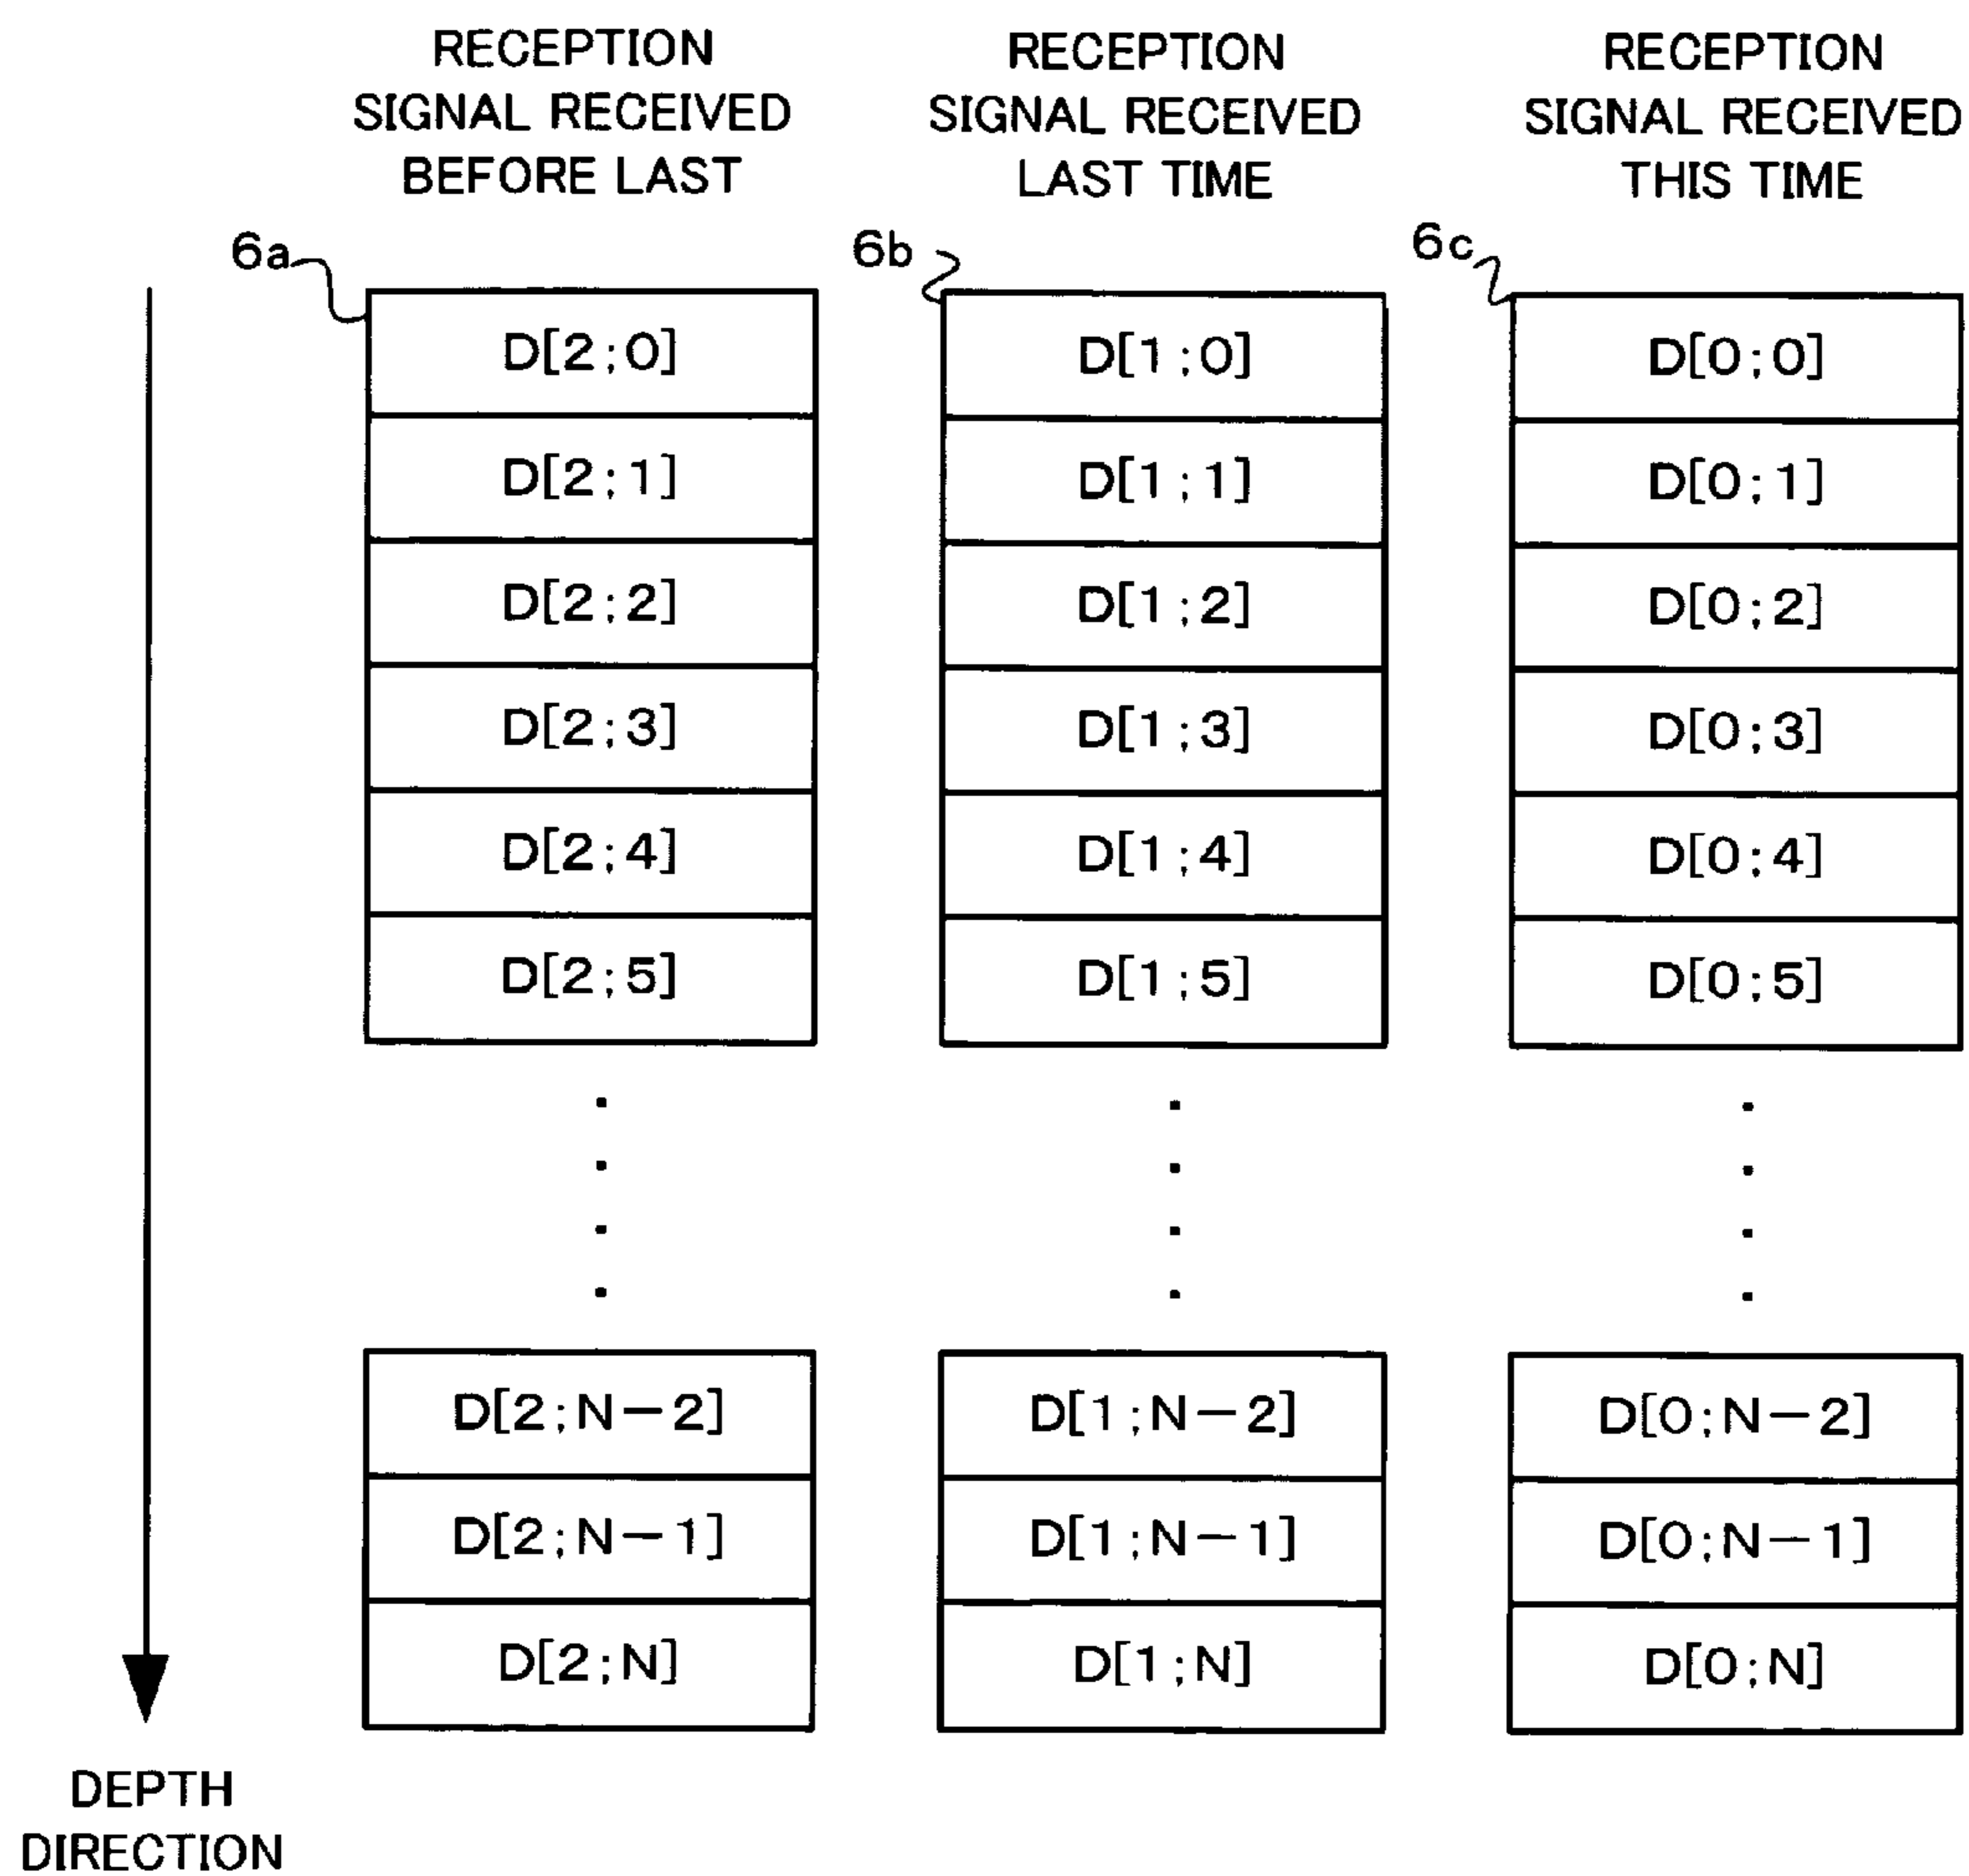 RECEPTION
SIGNAL RECEIVED
BEFORE LAST
RECEPTION
SIGNAL RECEIVED
LAST TIME
RECEPTION
SIGNAL RECEIVED
THIS TIME
6a
6b
6c
D[2;0]
D[1;0]
D[0;0]
D[2;1]
D[1;1]
D[0;1]
D[2;2]
D[1;2]
D[0;2]
D[2;3]
D[1;3]
D[0;3]
D[2;4]
D[1;4]
D[0;4]
D[2;5]
D[1;5]
D[0;5]
D[2;N−2]
D[1;N−2]
D[0;N−2]
D[2;N−1]
D[1;N−1]
D[0;N−1]
D[2;N]
D[1;N]
D[0;N]
DEPTH
DIRECTION